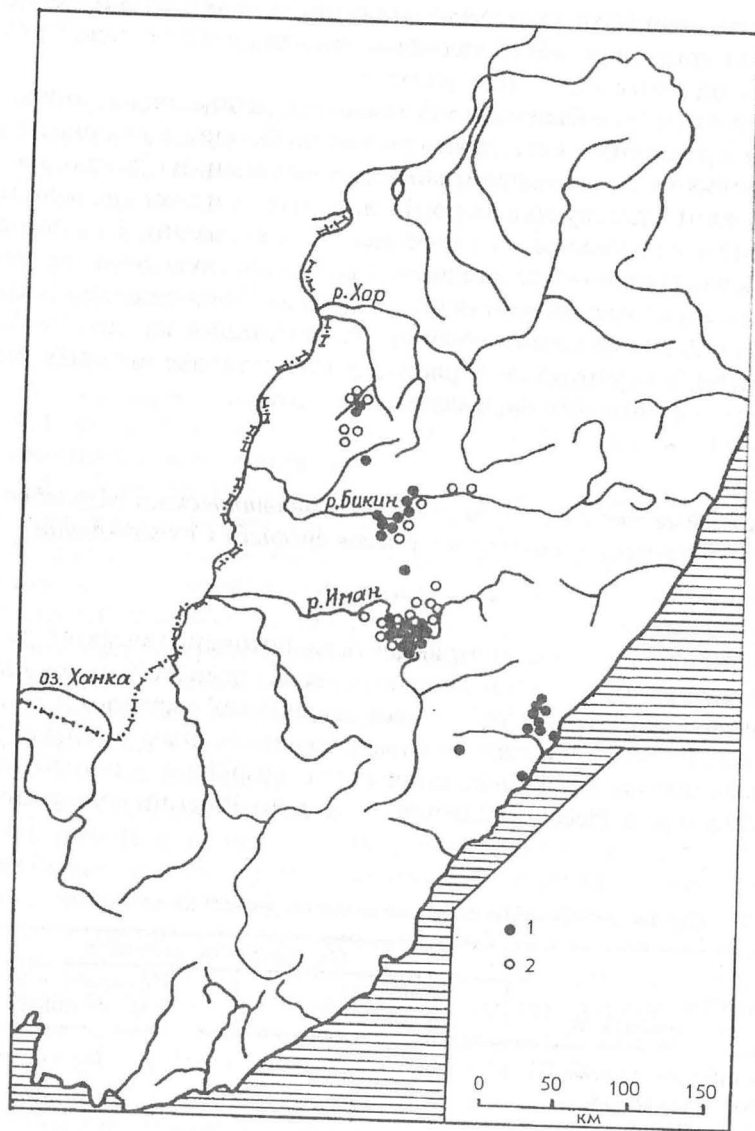 р. Хор
р. Бикин
р. Иман
оз. Ханка
1
2
0 50 100 150
км